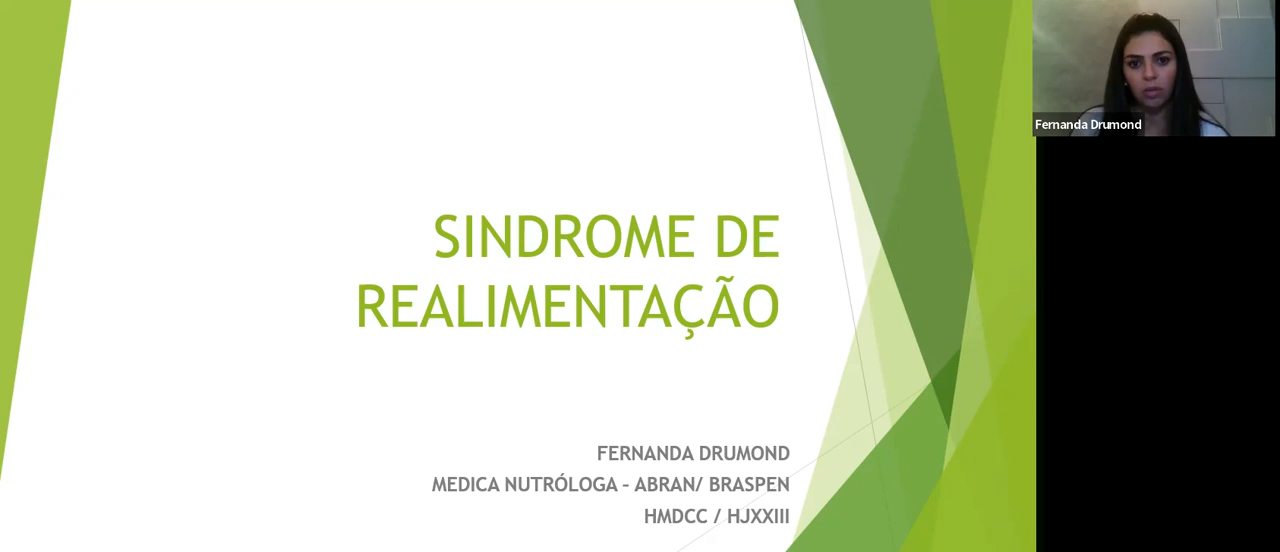 Fernanda Drumond
SINDROME DE
REALIMENTAÇÃO
FERNANDA DRUMOND
MEDICA NUTRÓLOGA – ABRAN/ BRASPEN
HMDCC / HJXXIII